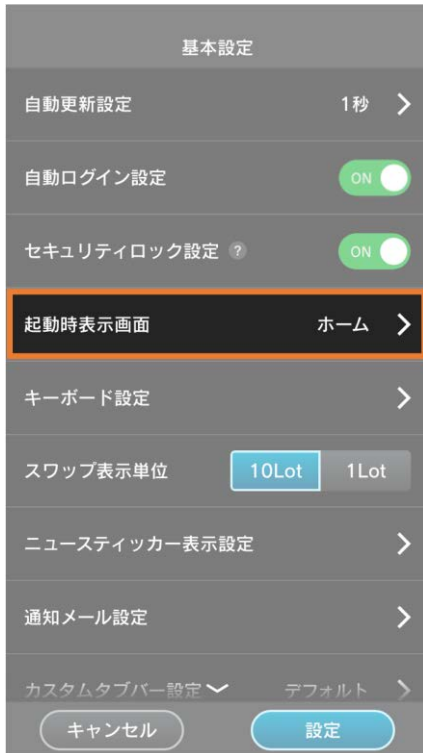 基本設定
自動更新設定 1秒
自動ログイン設定 ON
セキュリティロック設定 ? ON
起動時表示画面 ホーム
キーボード設定
スワップ表示単位 10Lot 1Lot
ニュースティッカー表示設定
通知メール設定
カスタムタブバー設定 デフォルト
キャンセル 設定